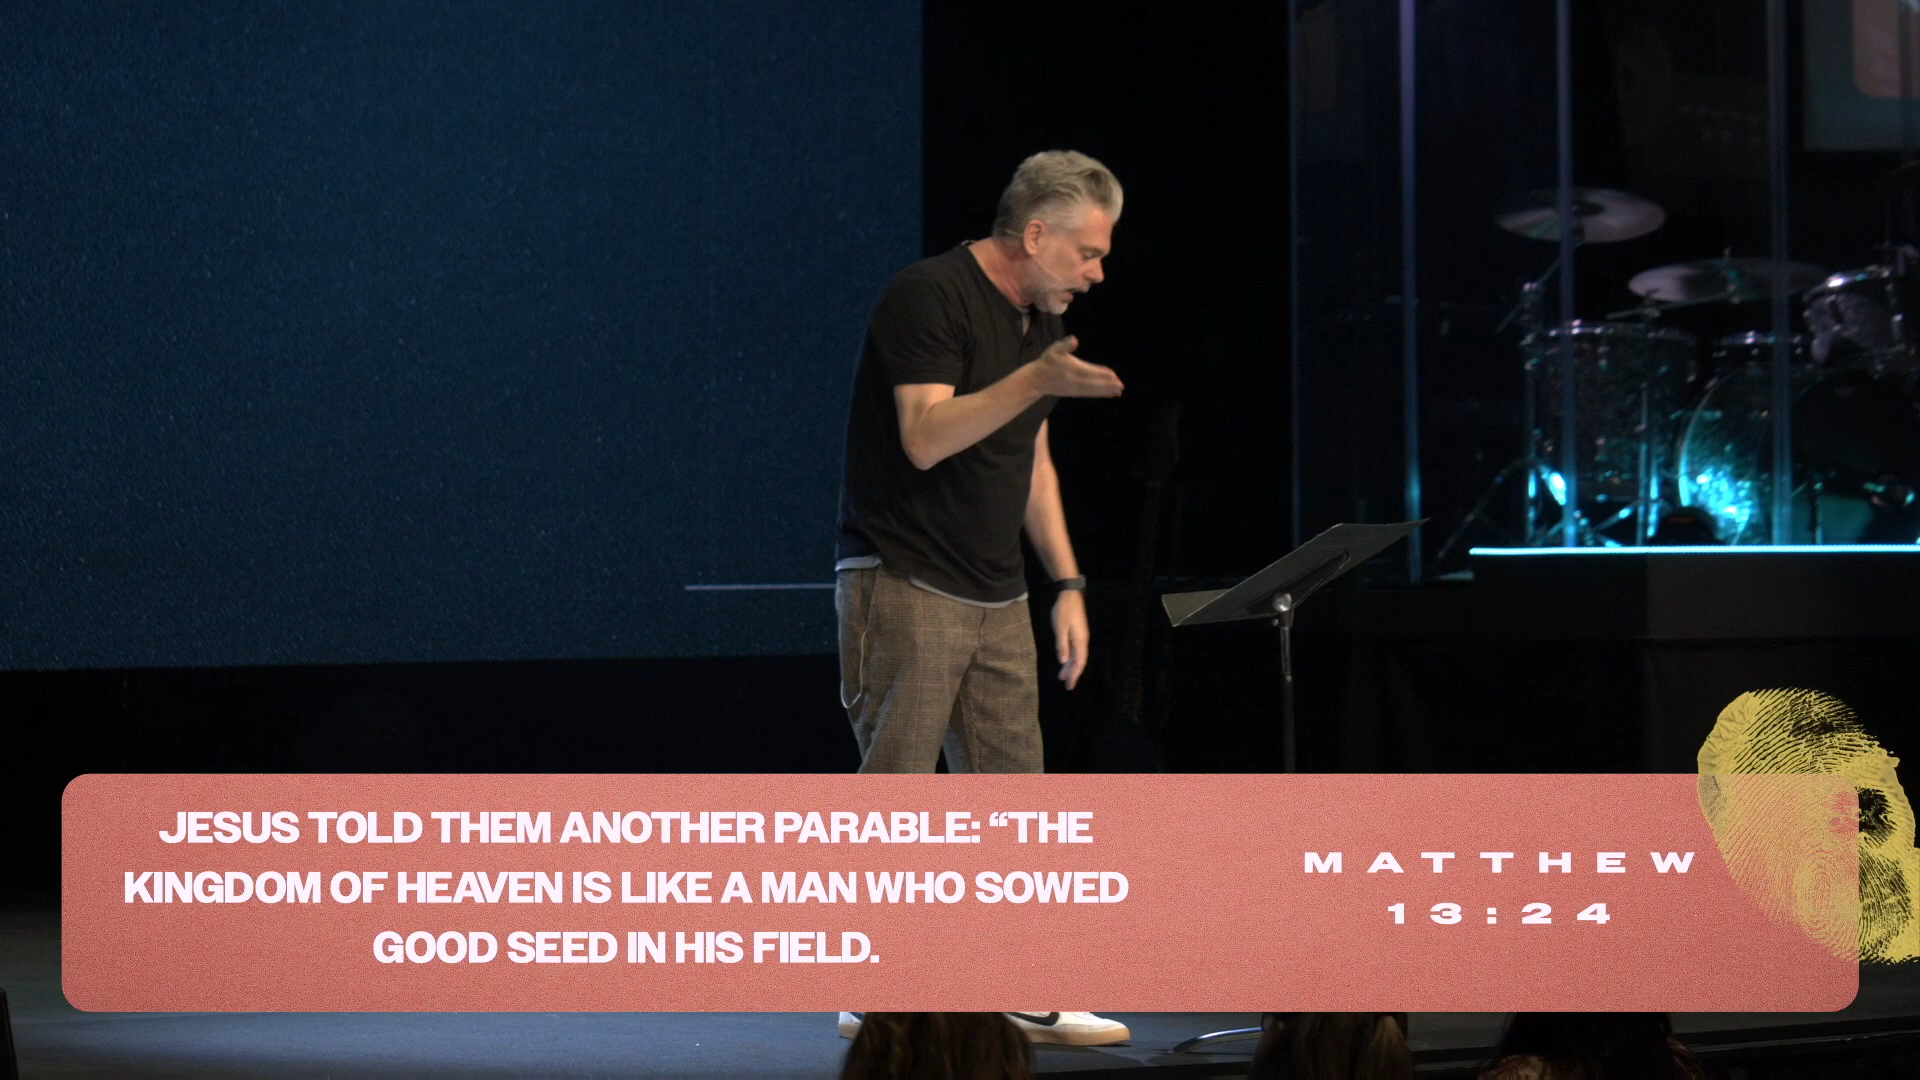 JESUS TOLD THEM ANOTHER PARABLE: “THE
KINGDOM OF HEAVEN IS LIKE A MAN WHO SOWED
GOOD SEED IN HIS FIELD.
MATTHEW
13:24